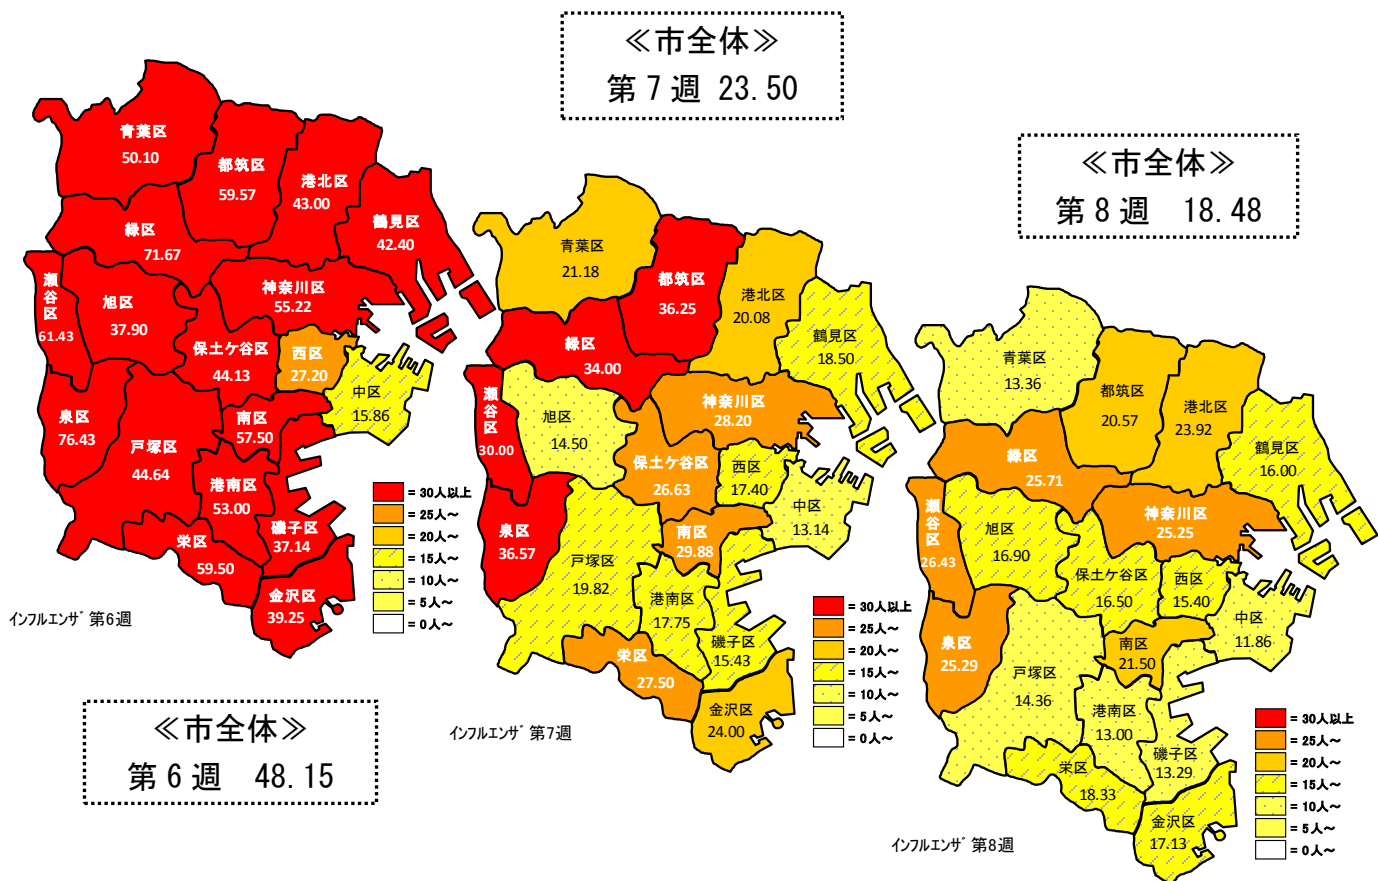 ≪市全体≫
第７週 23.50
≪市全体≫
第８週 18.48
≪市全体≫
第６週 48.15
青葉区
50.10
都筑区
59.57
港北区
43.00
鶴見区
42.40
緑区
71.67
瀬谷区
61.43
旭区
37.90
神奈川区
55.22
保土ケ谷区
44.13
西区
27.20
中区
15.86
泉区
76.43
戸塚区
44.64
南区
57.50
港南区
53.00
磯子区
37.14
栄区
59.50
金沢区
39.25
= 30人以上
= 25人～
= 20人～
= 15人～
= 10人～
= 5人～
= 0人～
インフルエンザ 第6週
青葉区
21.18
都筑区
36.25
港北区
20.08
鶴見区
18.50
緑区
34.00
瀬谷区
30.00
旭区
14.50
神奈川区
28.20
保土ケ谷区
26.63
西区
17.40
中区
13.14
泉区
36.57
戸塚区
19.82
南区
29.88
港南区
17.75
磯子区
15.43
栄区
27.50
金沢区
24.00
= 30人以上
= 25人～
= 20人～
= 15人～
= 10人～
= 5人～
= 0人～
インフルエンザ 第7週
青葉区
13.36
都筑区
20.57
港北区
23.92
鶴見区
16.00
緑区
25.71
瀬谷区
26.43
旭区
16.90
神奈川区
25.25
保土ケ谷区
16.50
西区
15.40
中区
11.86
泉区
25.29
戸塚区
14.36
南区
21.50
港南区
13.00
磯子区
13.29
栄区
18.33
金沢区
17.13
= 30人以上
= 25人～
= 20人～
= 15人～
= 10人～
= 5人～
= 0人～
インフルエンザ 第8週